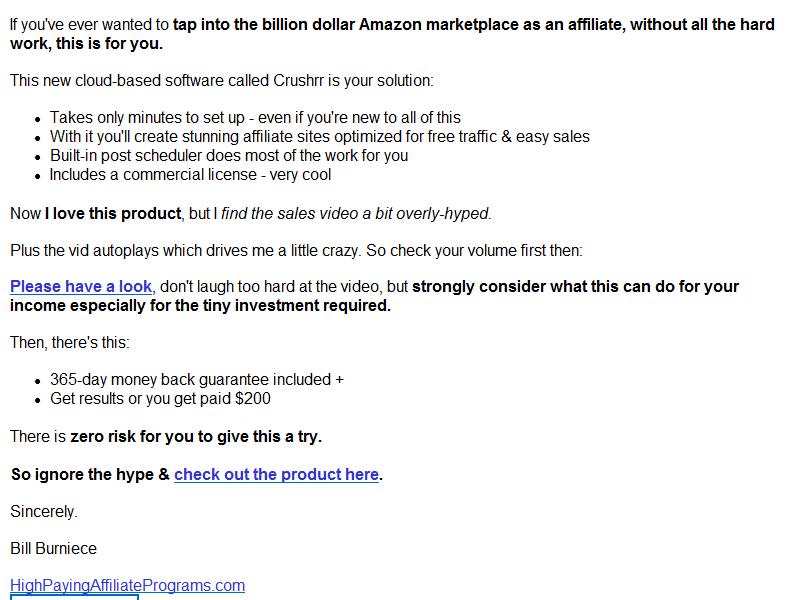 If you've ever wanted to tap into the billion dollar Amazon marketplace as an affiliate, without all the hard
work, this is for you.
This new cloud-based software called Crushrr is your solution:
• Takes only minutes to set up - even if you're new to all of this
• With it you'll create stunning affiliate sites optimized for free traffic & easy sales
• Built-in post scheduler does most of the work for you
• Includes a commercial license - very cool
Now I love this product, but I find the sales video a bit overly-hyped.
Plus the vid autoplays which drives me a little crazy. So check your volume first then:
Please have a look, don't laugh too hard at the video, but strongly consider what this can do for your
income especially for the tiny investment required.
Then, there's this:
• 365-day money back guarantee included +
• Get results or you get paid $200
There is zero risk for you to give this a try.
So ignore the hype & check out the product here.
Sincerely.
Bill Burniece
HighPayingAffiliatePrograms.com